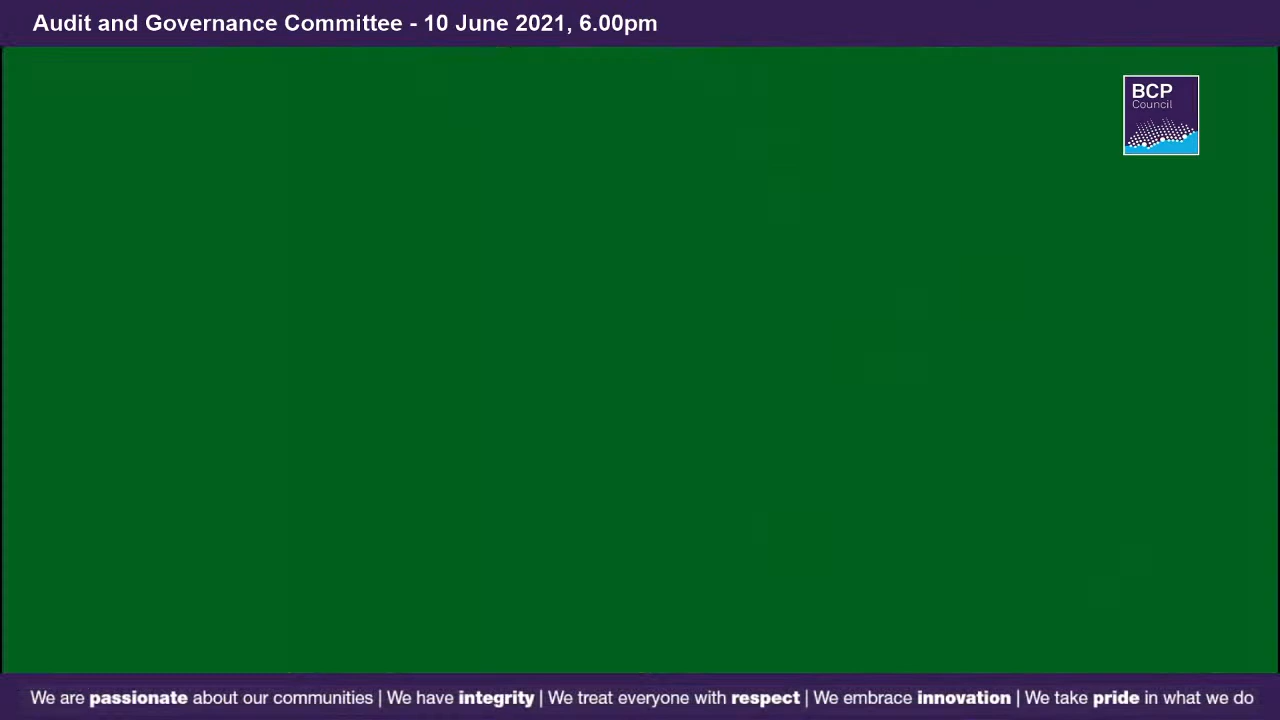 Audit and Governance Committee - 10 June 2021, 6.00pm
BCP
Council
We are passionate about our communities | We have integrity | We treat everyone with respect | We embrace innovation | We take pride in what we do